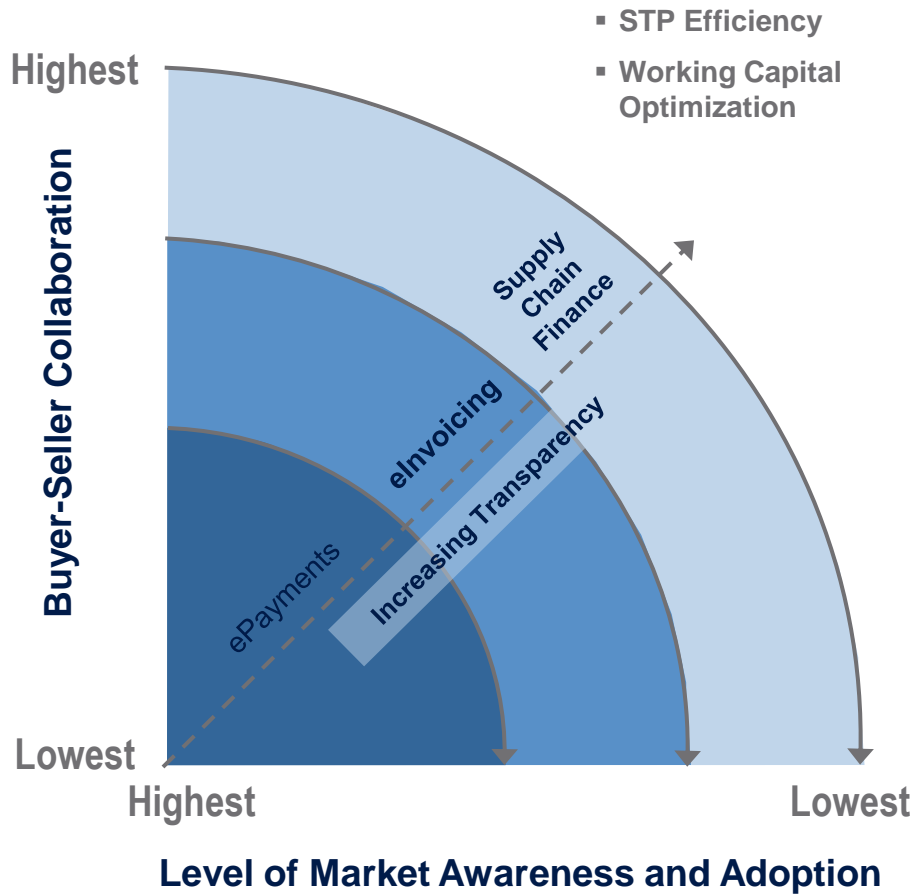 ▪ STP Efficiency
▪ Working Capital
Optimization
Highest
Buyer-Seller Collaboration
Supply
Chain
Finance
eInvoicing
Increasing Transparency
ePayments
Lowest
Highest
Lowest
Level of Market Awareness and Adoption